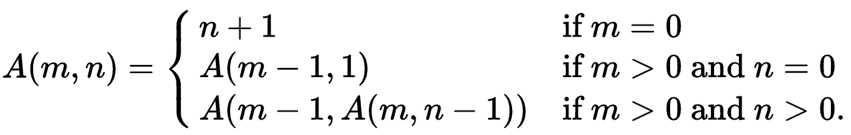 n + 1 if m = 0
A(m, n) = { A(m − 1, 1) if m > 0 and n = 0
A(m − 1, A(m, n − 1)) if m > 0 and n > 0.